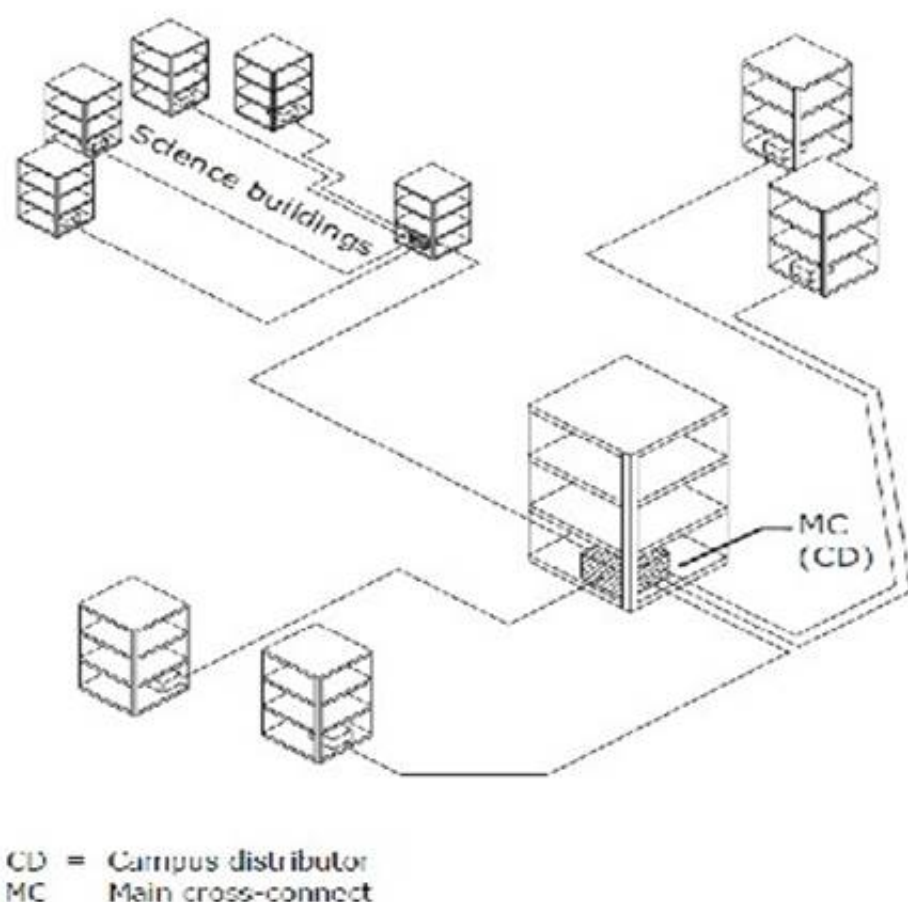 Science buildings
MC
(CD)
CD = Campus distributor
MC Main cross-connect